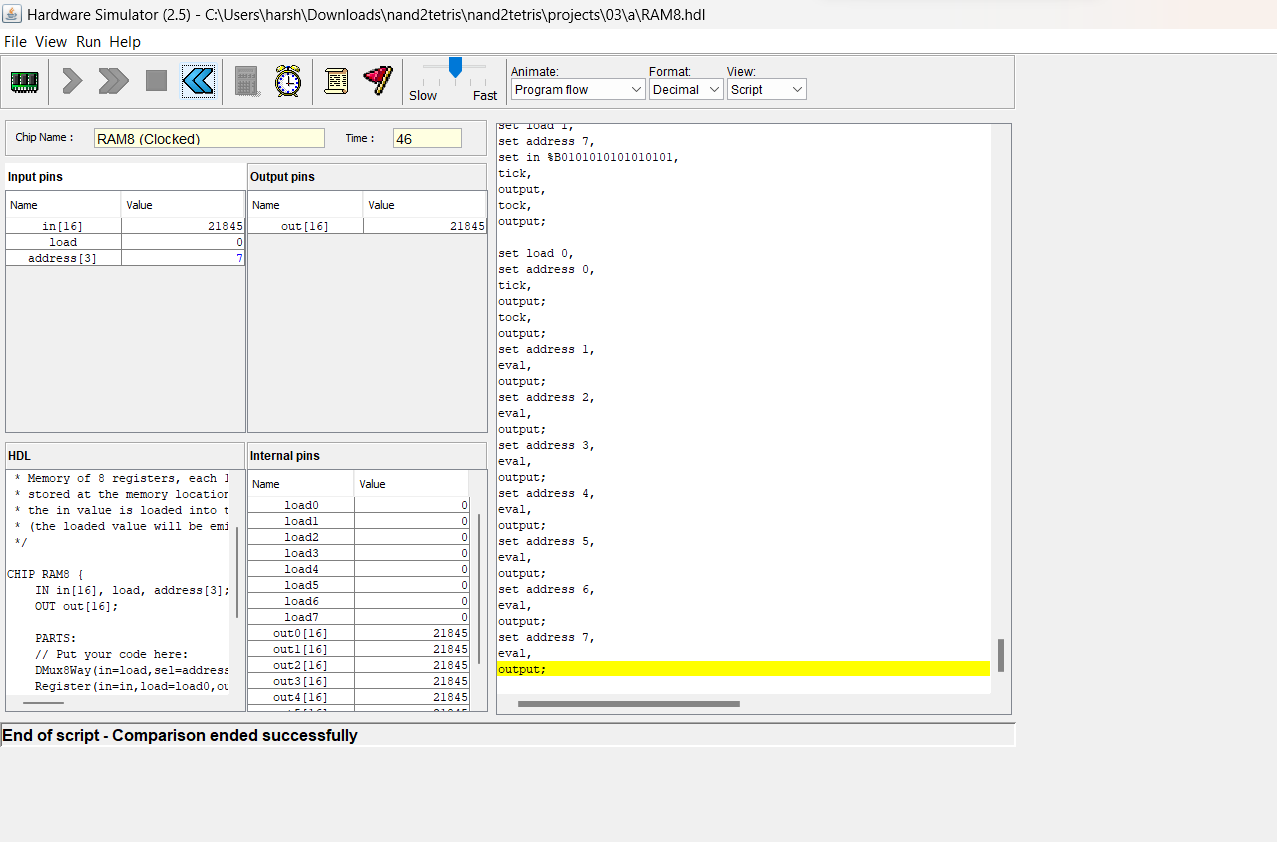 Hardware Simulator (2.5) - C:\Users\harsh\Downloads\nand2tetris\nand2tetris\projects\03\a\RAM8.hdl
File View Run Help
Slow Fast
Animate: Format: View:
Program flow Decimal Script
Chip Name : RAM8 (Clocked) Time : 46
Input pins
Name Value
in[16] 21845
load 0
address[3] 7
Output pins
Name Value
out[16] 21845
HDL
* Memory of 8 registers, each 1
* stored at the memory location
* the in value is loaded into t
* (the loaded value will be emi
*/
CHIP RAM8 {
IN in[16], load, address[3];
OUT out[16];
PARTS:
// Put your code here:
DMux8Way(in=load,sel=address
Register(in=in,load=load0,ou
Internal pins
Name Value
load0 0
load1 0
load2 0
load3 0
load4 0
load5 0
load6 0
load7 0
out0[16] 21845
out1[16] 21845
out2[16] 21845
out3[16] 21845
out4[16] 21845
out5[16] 21845
set load 1,
set address 7,
set in %B0101010101010101,
tick,
output,
tock,
output;
set load 0,
set address 0,
tick,
output;
tock,
output;
set address 1,
eval,
output;
set address 2,
eval,
output;
set address 3,
eval,
output;
set address 4,
eval,
output;
set address 5,
eval,
output;
set address 6,
eval,
output;
set address 7,
eval,
output;
End of script - Comparison ended successfully